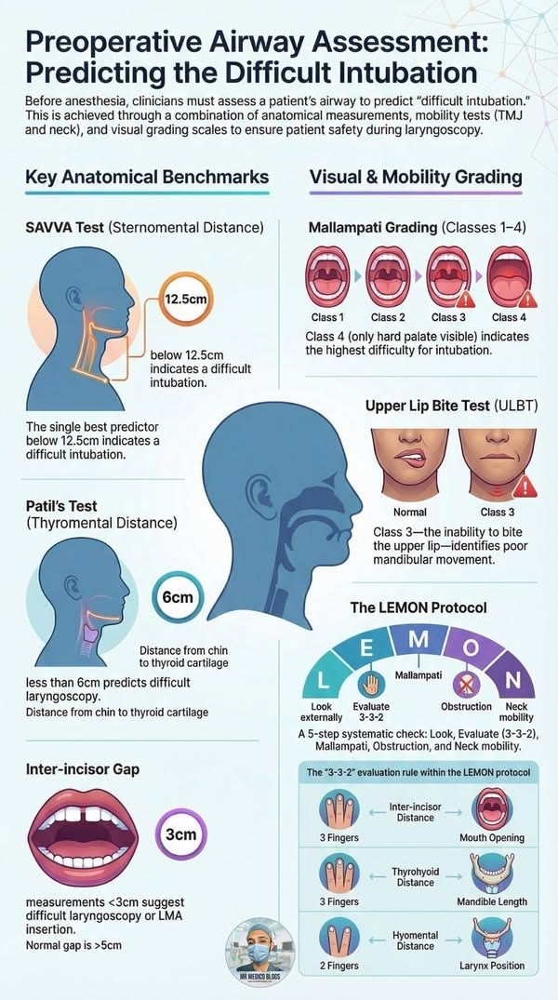 Preoperative Airway Assessment:
Predicting the Difficult Intubation
Before anesthesia, clinicians must assess a patient's airway to predict "difficult intubation."
This is achieved through a combination of anatomical measurements, mobility tests (TMJ
and neck), and visual grading scales to ensure patient safety during laryngoscopy.
Key Anatomical Benchmarks
SAVVA Test (Sternomental Distance)
12.5cm
below 12.5cm
indicates a difficult
intubation.
The single best predictor
below 12.5cm indicates a
difficult intubation.
Patil's Test
(Thyromental Distance)
6cm
Distance from chin
to thyroid cartilage
less than 6cm predicts difficult
laryngoscopy.
Distance from chin to thyroid cartilage
Inter-incisor Gap
3cm
measurements <3cm suggest
difficult laryngoscopy or LMA
insertion.
Normal gap is >5cm
Visual & Mobility Grading
Mallampati Grading (Classes 1–4)
Class 1 Class 2 Class 3 Class 4
Class 4 (only hard palate visible) indicates
the highest difficulty for intubation.
Upper Lip Bite Test (ULBT)
Normal Class 3
Class 3—the inability to bite
the upper lip—identifies poor
mandibular movement.
The LEMON Protocol
L E M O N
Look
externally
Evaluate
3-3-2
Mallampati
Obstruction
Neck
mobility
A 5-step systematic check: Look, Evaluate (3-3-2),
Mallampati, Obstruction, and Neck mobility.
The "3-3-2" evaluation rule within the LEMON protocol
Inter-incisor
Distance
3 Fingers Mouth Opening
Thyrohyoid
Distance
3 Fingers Mandible Length
Hyomental
Distance
2 Fingers Larynx Position
MR MEDICO BLOGS